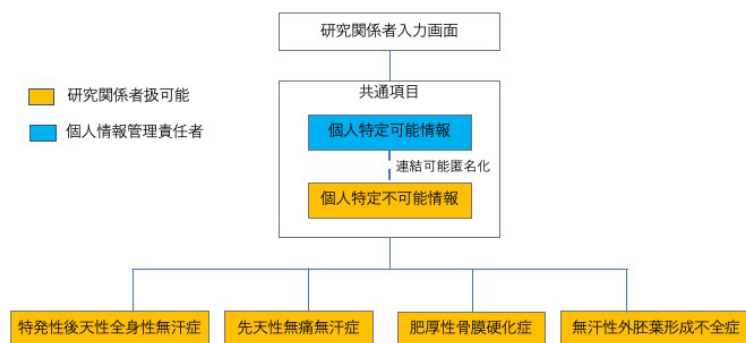 研究関係者入力画面
共通項目
研究関係者扱可能
個人情報管理責任者
個人特定可能情報
連結可能匿名化
個人特定不可能情報
特発性後天性全身性無汗症
先天性無痛無汗症
肥厚性骨膜硬化症
無汗性外胚葉形成不全症